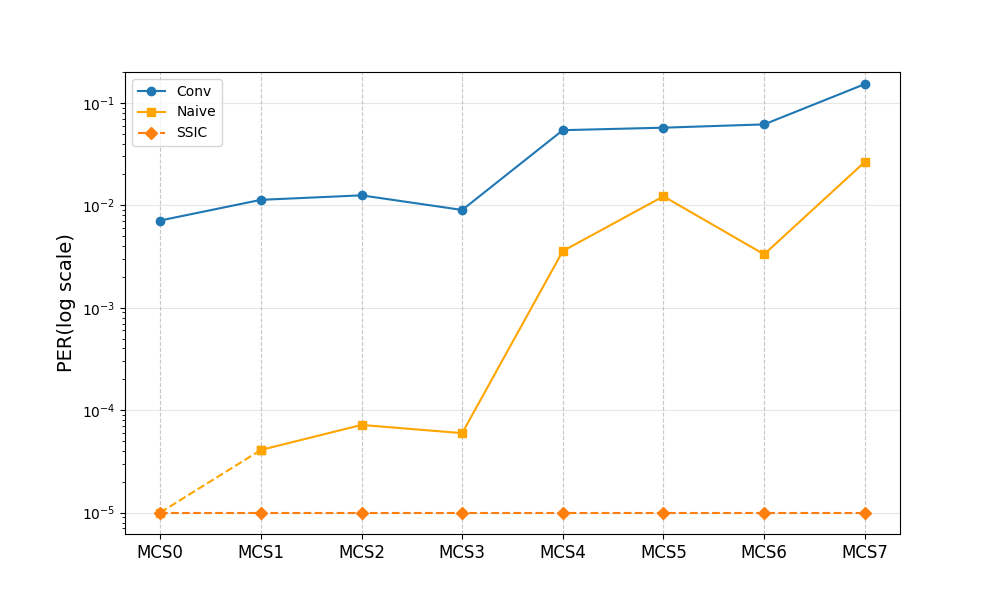 Conv
Naive
SSIC
PER(log scale)
10⁻¹
10⁻²
10⁻³
10⁻⁴
10⁻⁵
MCS0 MCS1 MCS2 MCS3 MCS4 MCS5 MCS6 MCS7